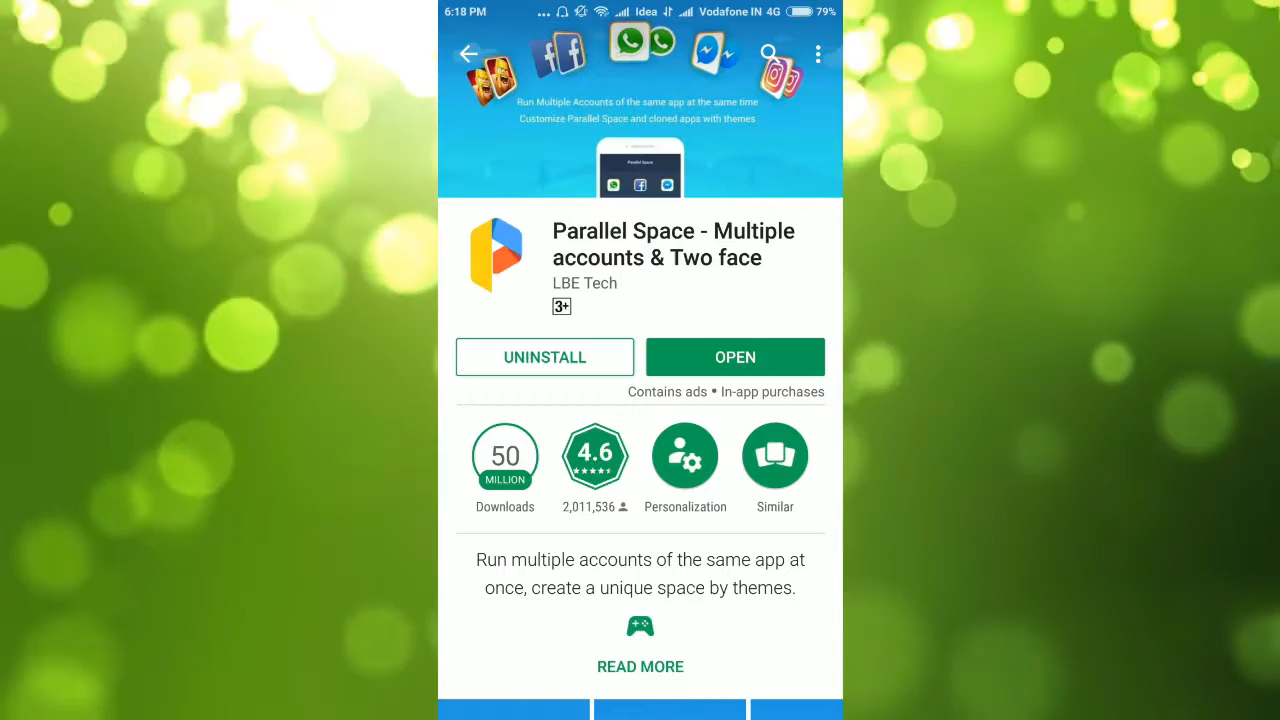 6:18 PM ... Idea Vodafone IN 4G 79%
Run Multiple Accounts of the same app at the same time
Customize Parallel Space and cloned apps with themes
Parallel Space
Parallel Space - Multiple
accounts & Two face
LBE Tech
3+
UNINSTALL OPEN
Contains ads • In-app purchases
50 4.6
MILLION
Downloads 2,011,536 Personalization Similar
Run multiple accounts of the same app at
once, create a unique space by themes.
READ MORE